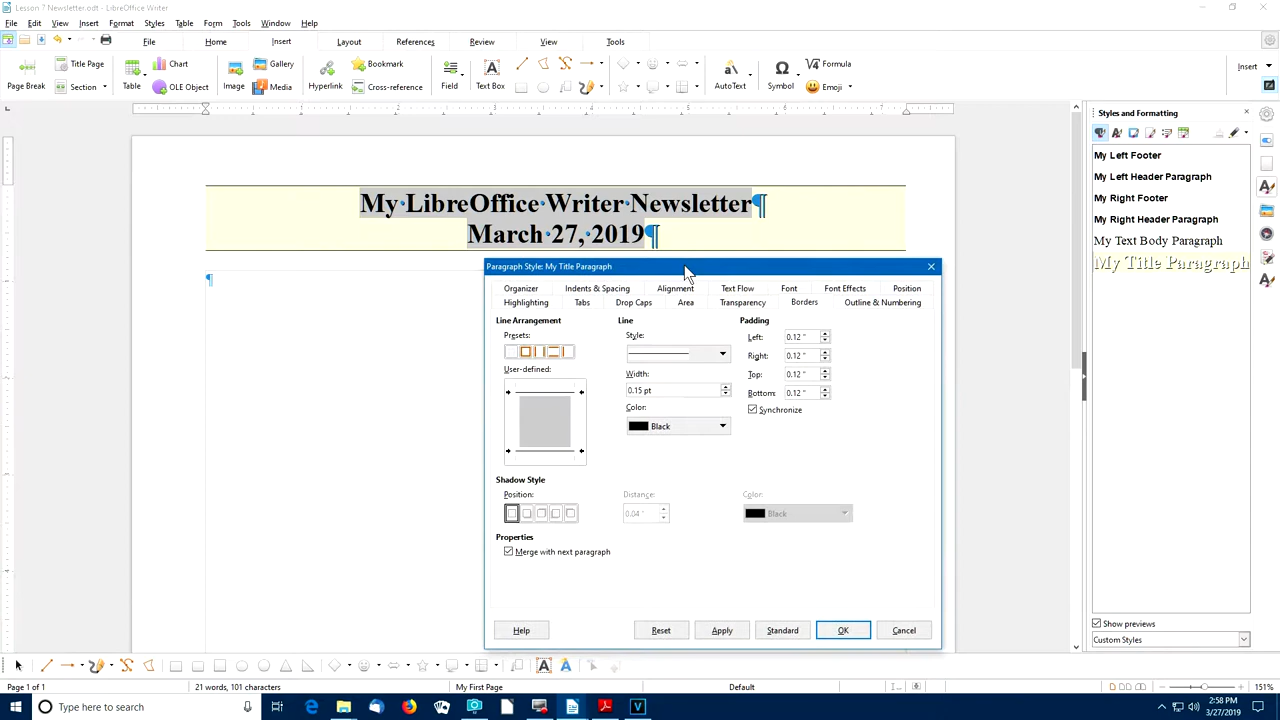 Lesson 7 Newsletter.odt - LibreOffice Writer
File Edit View Insert Format Styles Table Form Tools Window Help
File Home Insert Layout References Review View Tools
Title Page Chart Gallery Bookmark Formula
Page Break Section Table OLE Object Image Media Hyperlink Cross-reference Field Text Box AutoText Symbol Emoji Insert
1 2 3 4 5 6 7
Styles and Formatting
My Left Footer
My Left Header Paragraph
My Right Footer
My Right Header Paragraph
My Text Body Paragraph
My Title Paragraph
My·LibreOffice·Writer·Newsletter¶
March·27,·2019¶
¶
Paragraph Style: My Title Paragraph
Organizer Indents & Spacing Alignment Text Flow Font Font Effects Position
Highlighting Tabs Drop Caps Area Transparency Borders Outline & Numbering
Line Arrangement Line Padding
Presets: Style: Left: 0.12 "
Right: 0.12 "
User-defined: Width: Top: 0.12 "
0.15 pt Bottom: 0.12 "
Color: Synchronize
Black
Shadow Style
Position: Distance: Color:
0.04 " Black
Properties
Merge with next paragraph
Help Reset Apply Standard OK Cancel
Show previews
Custom Styles
Page 1 of 1 21 words, 101 characters My First Page Default 151%
Type here to search
2:58 PM
3/27/2019